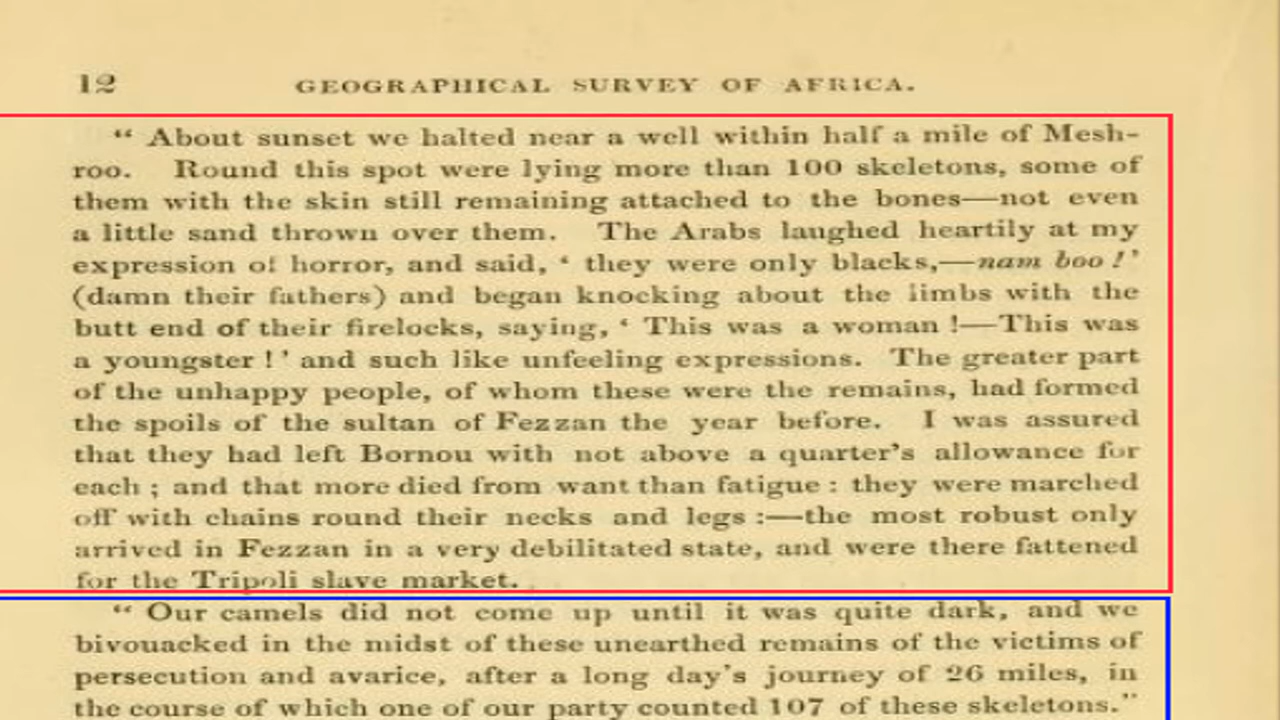 12 GEOGRAPHICAL SURVEY OF AFRICA.
“ About sunset we halted near a well within half a mile of Mesh-
roo. Round this spot were lying more than 100 skeletons, some of
them with the skin still remaining attached to the bones—not even
a little sand thrown over them. The Arabs laughed heartily at my
expression of horror, and said, ‘ they were only blacks,—nam boo !’
(damn their fathers) and began knocking about the limbs with the
butt end of their firelocks, saying, ‘ This was a woman !—This was
a youngster ! ’ and such like unfeeling expressions. The greater part
of the unhappy people, of whom these were the remains, had formed
the spoils of the sultan of Fezzan the year before. I was assured
that they had left Bornou with not above a quarter’s allowance for
each ; and that more died from want than fatigue : they were marched
off with chains round their necks and legs :—the most robust only
arrived in Fezzan in a very debilitated state, and were there fattened
for the Tripoli slave market.
“ Our camels did not come up until it was quite dark, and we
bivouacked in the midst of these unearthed remains of the victims of
persecution and avarice, after a long day’s journey of 26 miles, in
the course of which one of our party counted 107 of these skeletons.”